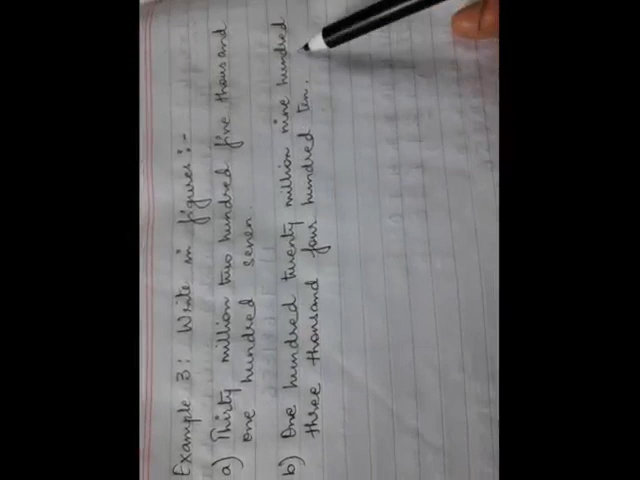 Example 3: Write in figures :-
a) Thirty million two hundred five thousand
one hundred seven.
b) One hundred twenty million nine hundred
three thousand four hundred ten.